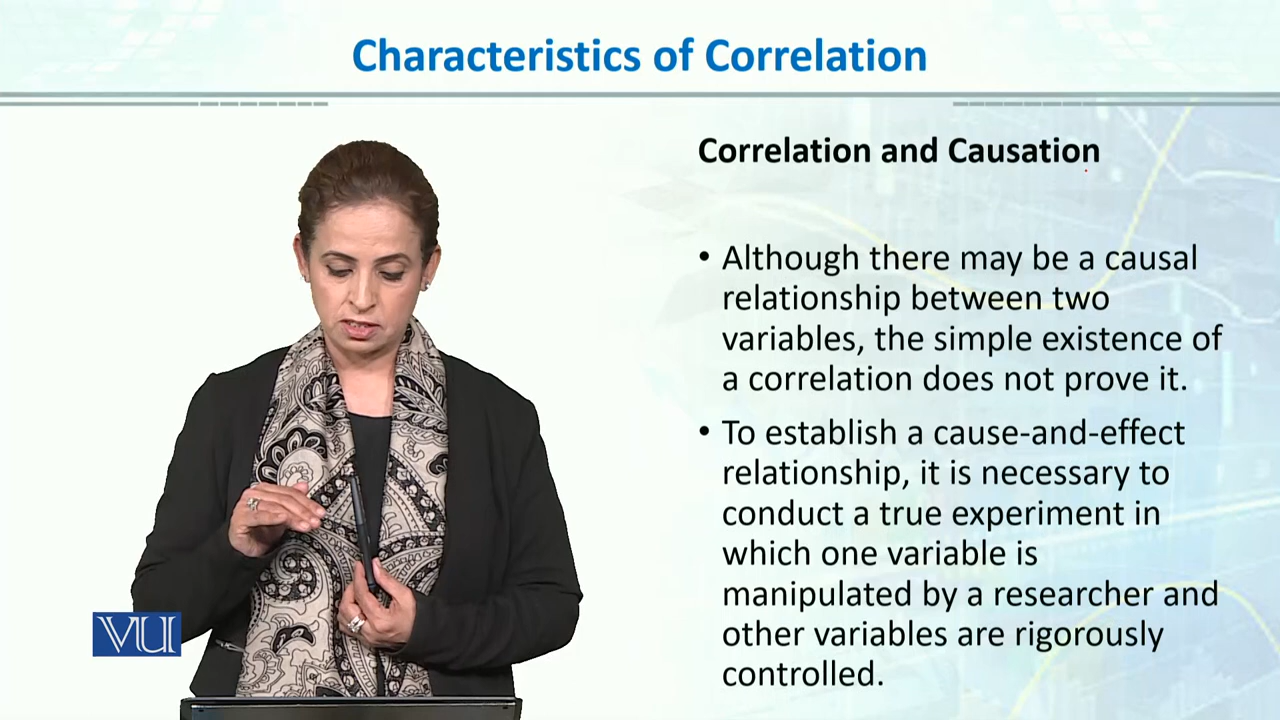 Characteristics of Correlation
Correlation and Causation
• Although there may be a causal
relationship between two
variables, the simple existence of
a correlation does not prove it.
• To establish a cause-and-effect
relationship, it is necessary to
conduct a true experiment in
which one variable is
manipulated by a researcher and
other variables are rigorously
controlled.
VU